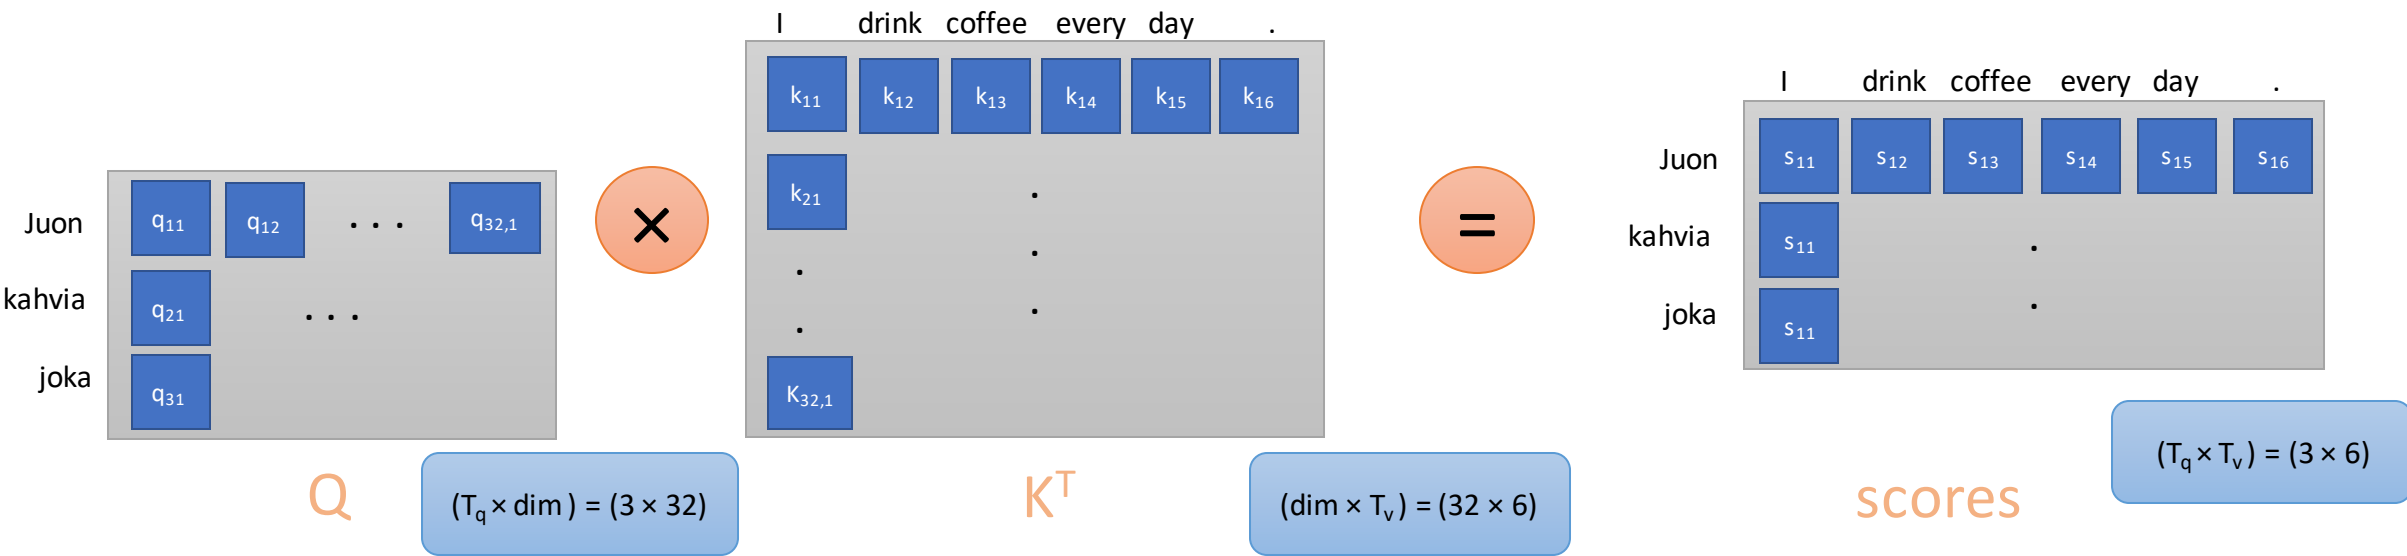 I drink coffee every day .
k11 k12 k13 k14 k15 k16
k21
. . .
K32,1
Juon q11 q12 . . . q32,1
kahvia q21 . . .
joka q31
×
=
I drink coffee every day .
Juon s11 s12 s13 s14 s15 s16
kahvia s11
joka s11
Q
(Tq × dim ) = (3 × 32)
KT
(dim × Tv ) = (32 × 6)
scores
(Tq × Tv ) = (3 × 6)